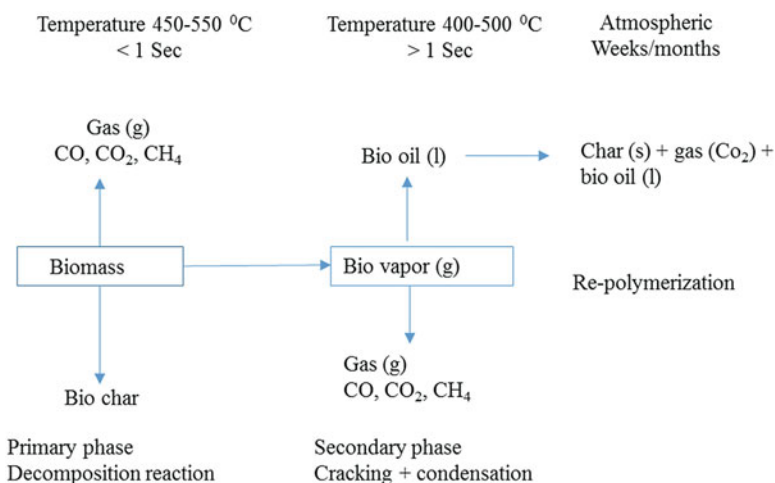 Temperature 450-550 ⁰C
< 1 Sec
Temperature 400-500 ⁰C
> 1 Sec
Atmospheric
Weeks/months
Gas (g)
CO, CO₂, CH₄
Bio oil (l)
Char (s) + gas (Co₂) +
bio oil (l)
Biomass
Bio vapor (g)
Re-polymerization
Bio char
Gas (g)
CO, CO₂, CH₄
Primary phase
Decomposition reaction
Secondary phase
Cracking + condensation